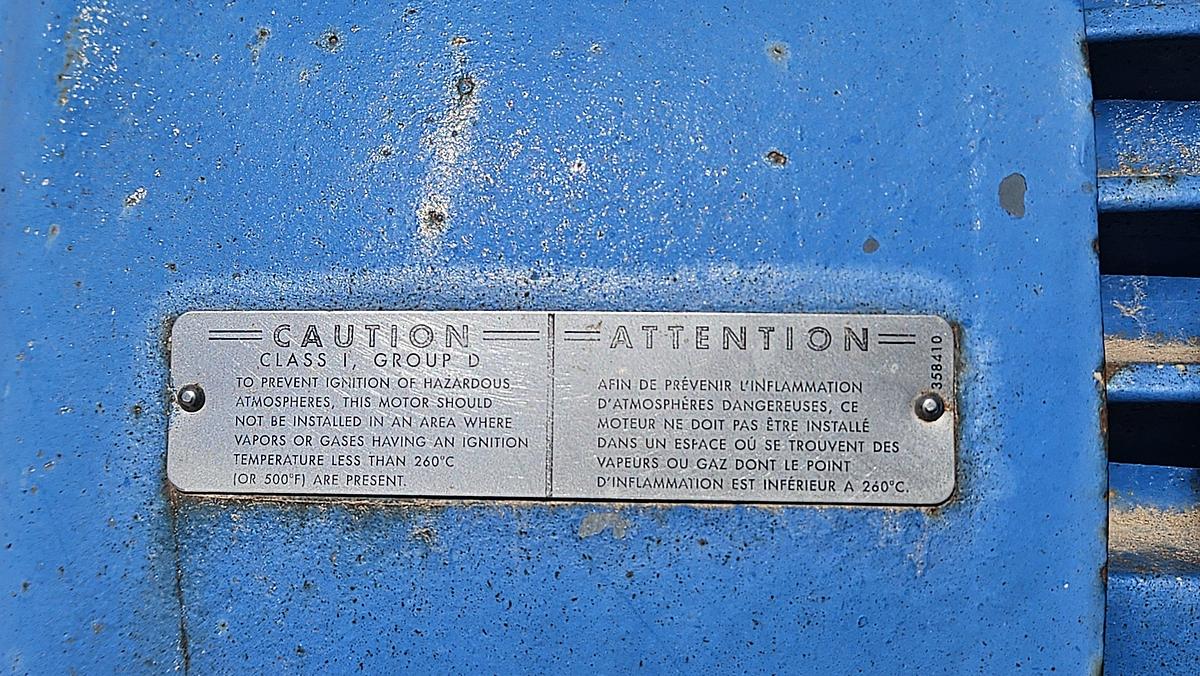 CAUTION
CLASS I, GROUP D
TO PREVENT IGNITION OF HAZARDOUS
ATMOSPHERES, THIS MOTOR SHOULD
NOT BE INSTALLED IN AN AREA WHERE
VAPORS OR GASES HAVING AN IGNITION
TEMPERATURE LESS THAN 260°C
(OR 500°F) ARE PRESENT.
ATTENTION
AFIN DE PRÉVENIR L'INFLAMMATION
D'ATMOSPHÈRES DANGEREUSES, CE
MOTEUR NE DOIT PAS ÊTRE INSTALLÉ
DANS UN ESPACE OÚ SE TROUVENT DES
VAPEURS OU GAZ DONT LE POINT
D'INFLAMMATION EST INFÉRIEUR A 260°C.
358410